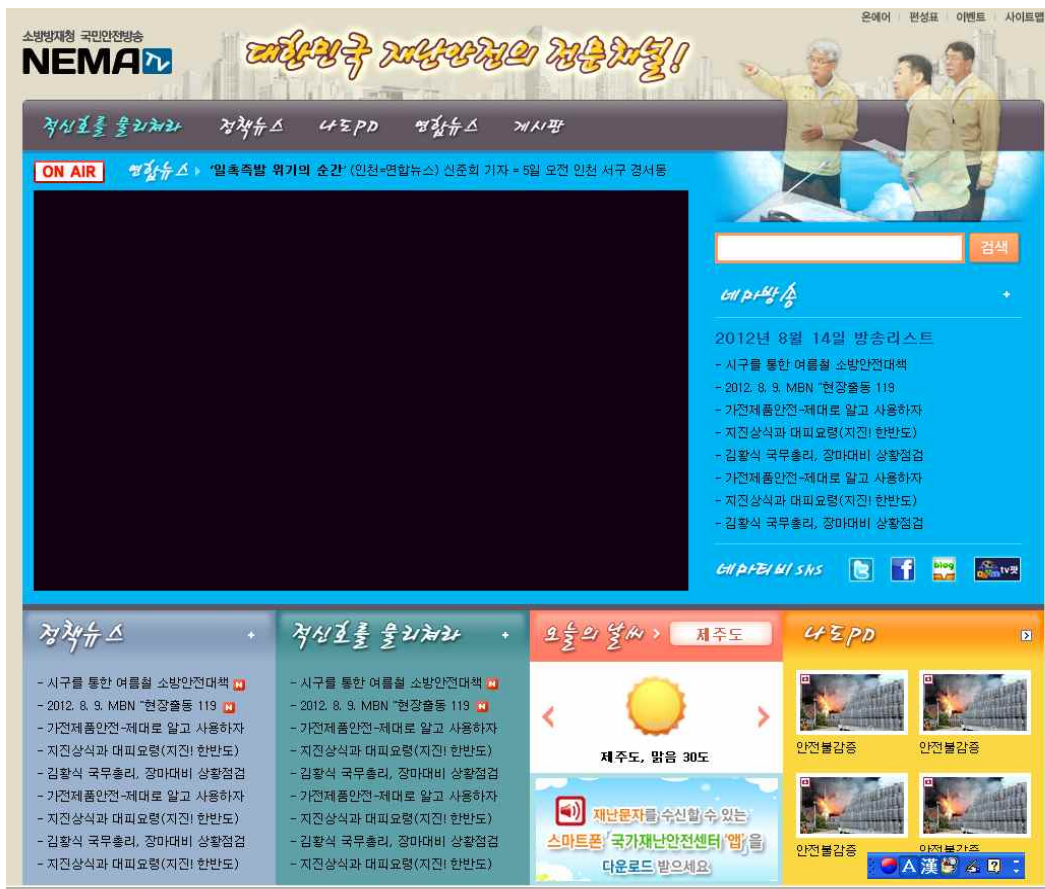 온에어 편성표 이벤트 사이트맵
소방방재청 국민안전방송
NEMA TV
대한민국 재난안전의 전문채널!
적신호를 물리쳐라 정책뉴스 나도PD 연합뉴스 게시판
ON AIR 연합뉴스 '일촉즉발 위기의 순간' (인천=연합뉴스) 신준희 기자 = 5일 오전 인천 서구 경서동
검색
네마방송 +
2012년 8월 14일 방송리스트
- 시구를 통한 여름철 소방안전대책
- 2012. 8. 9. MBN "현장출동 119
- 가전제품안전-제대로 알고 사용하자
- 지진상식과 대피요령(지진! 한반도)
- 김황식 국무총리, 장마대비 상황점검
- 가전제품안전-제대로 알고 사용하자
- 지진상식과 대피요령(지진! 한반도)
- 김황식 국무총리, 장마대비 상황점검
네마티비 SNS
blog
tv팟
정책뉴스 +
- 시구를 통한 여름철 소방안전대책 N
- 2012. 8. 9. MBN "현장출동 119 N
- 가전제품안전-제대로 알고 사용하자
- 지진상식과 대피요령(지진! 한반도)
- 김황식 국무총리, 장마대비 상황점검
- 가전제품안전-제대로 알고 사용하자
- 지진상식과 대피요령(지진! 한반도)
- 김황식 국무총리, 장마대비 상황점검
- 지진상식과 대피요령(지진! 한반도)
적신호를 물리쳐라 +
- 시구를 통한 여름철 소방안전대책 N
- 2012. 8. 9. MBN "현장출동 119 N
- 가전제품안전-제대로 알고 사용하자
- 지진상식과 대피요령(지진! 한반도)
- 김황식 국무총리, 장마대비 상황점검
- 가전제품안전-제대로 알고 사용하자
- 지진상식과 대피요령(지진! 한반도)
- 김황식 국무총리, 장마대비 상황점검
- 지진상식과 대피요령(지진! 한반도)
오늘의 날씨 > 제주도
제주도, 맑음 30도
재난문자를 수신할 수 있는
스마트폰 '국가재난안전센터 '앱'을
다운로드 받으세요
나도PD
안전불감증 안전불감증
안전불감증 안전불감증
A 漢